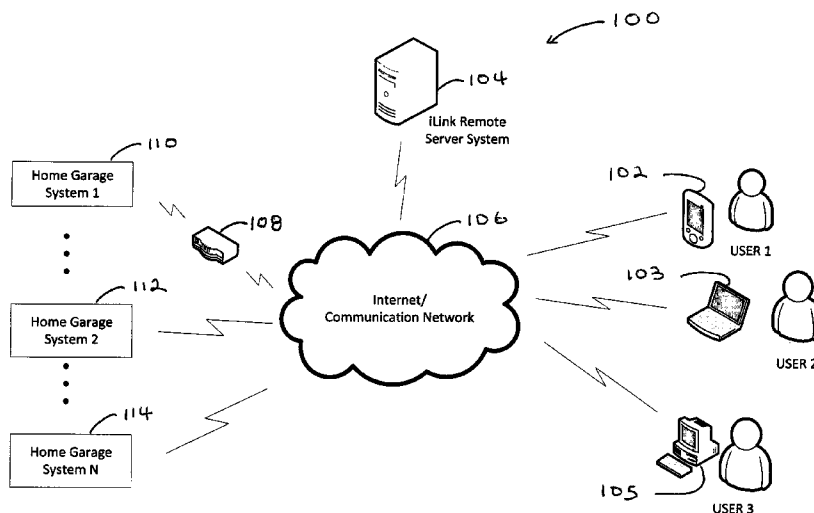 100
104
iLink Remote
Server System
110
Home Garage
System 1
108
102
USER 1
106
103
Internet/
Communication Network
112
Home Garage
System 2
USER 2
114
Home Garage
System N
105
USER 3